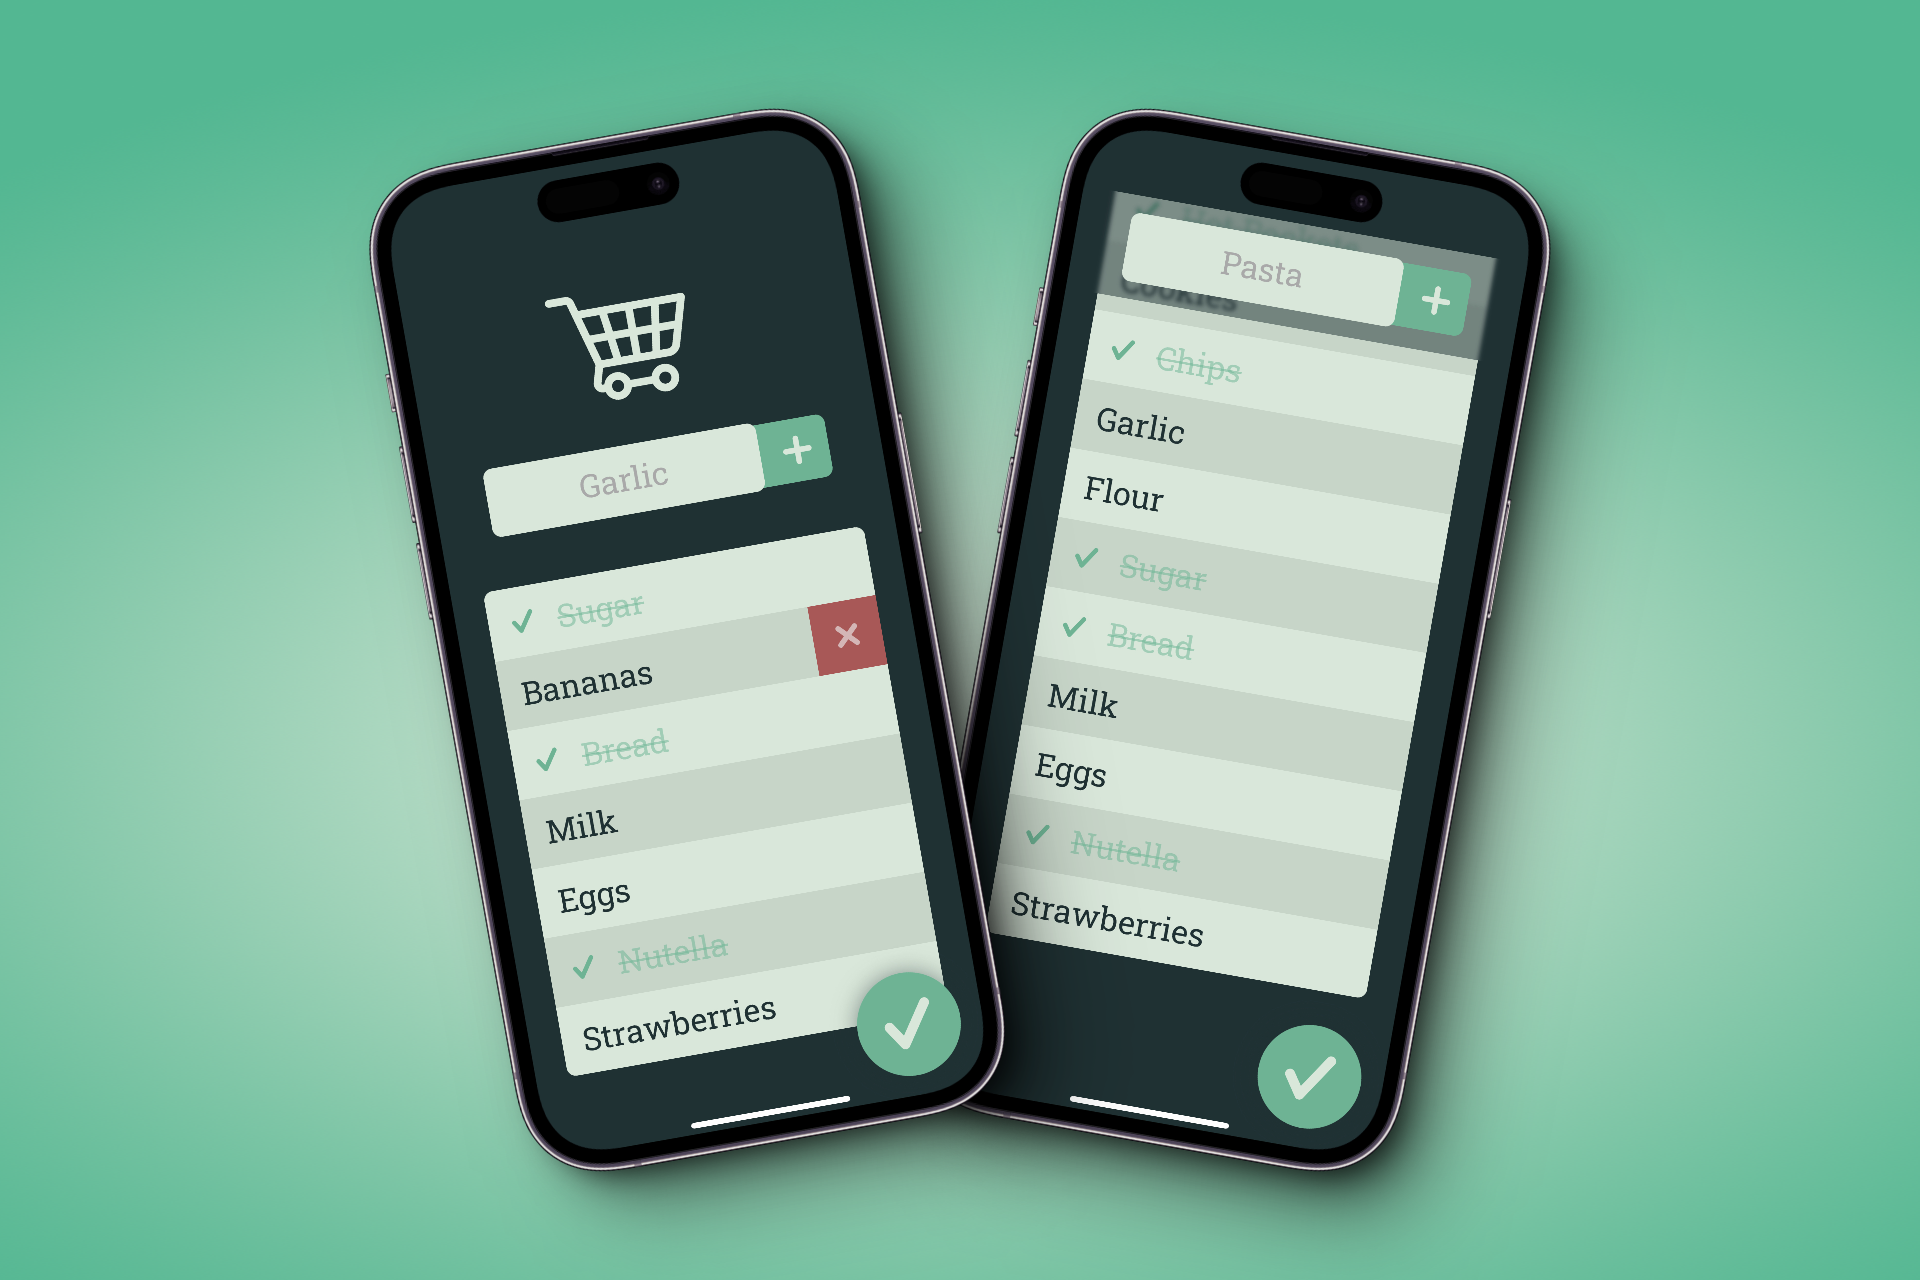 Garlic
Sugar
Bananas
Bread
Milk
Eggs
Nutella
Strawberries
Pasta
Cookies
Chips
Garlic
Flour
Sugar
Bread
Milk
Eggs
Nutella
Strawberries